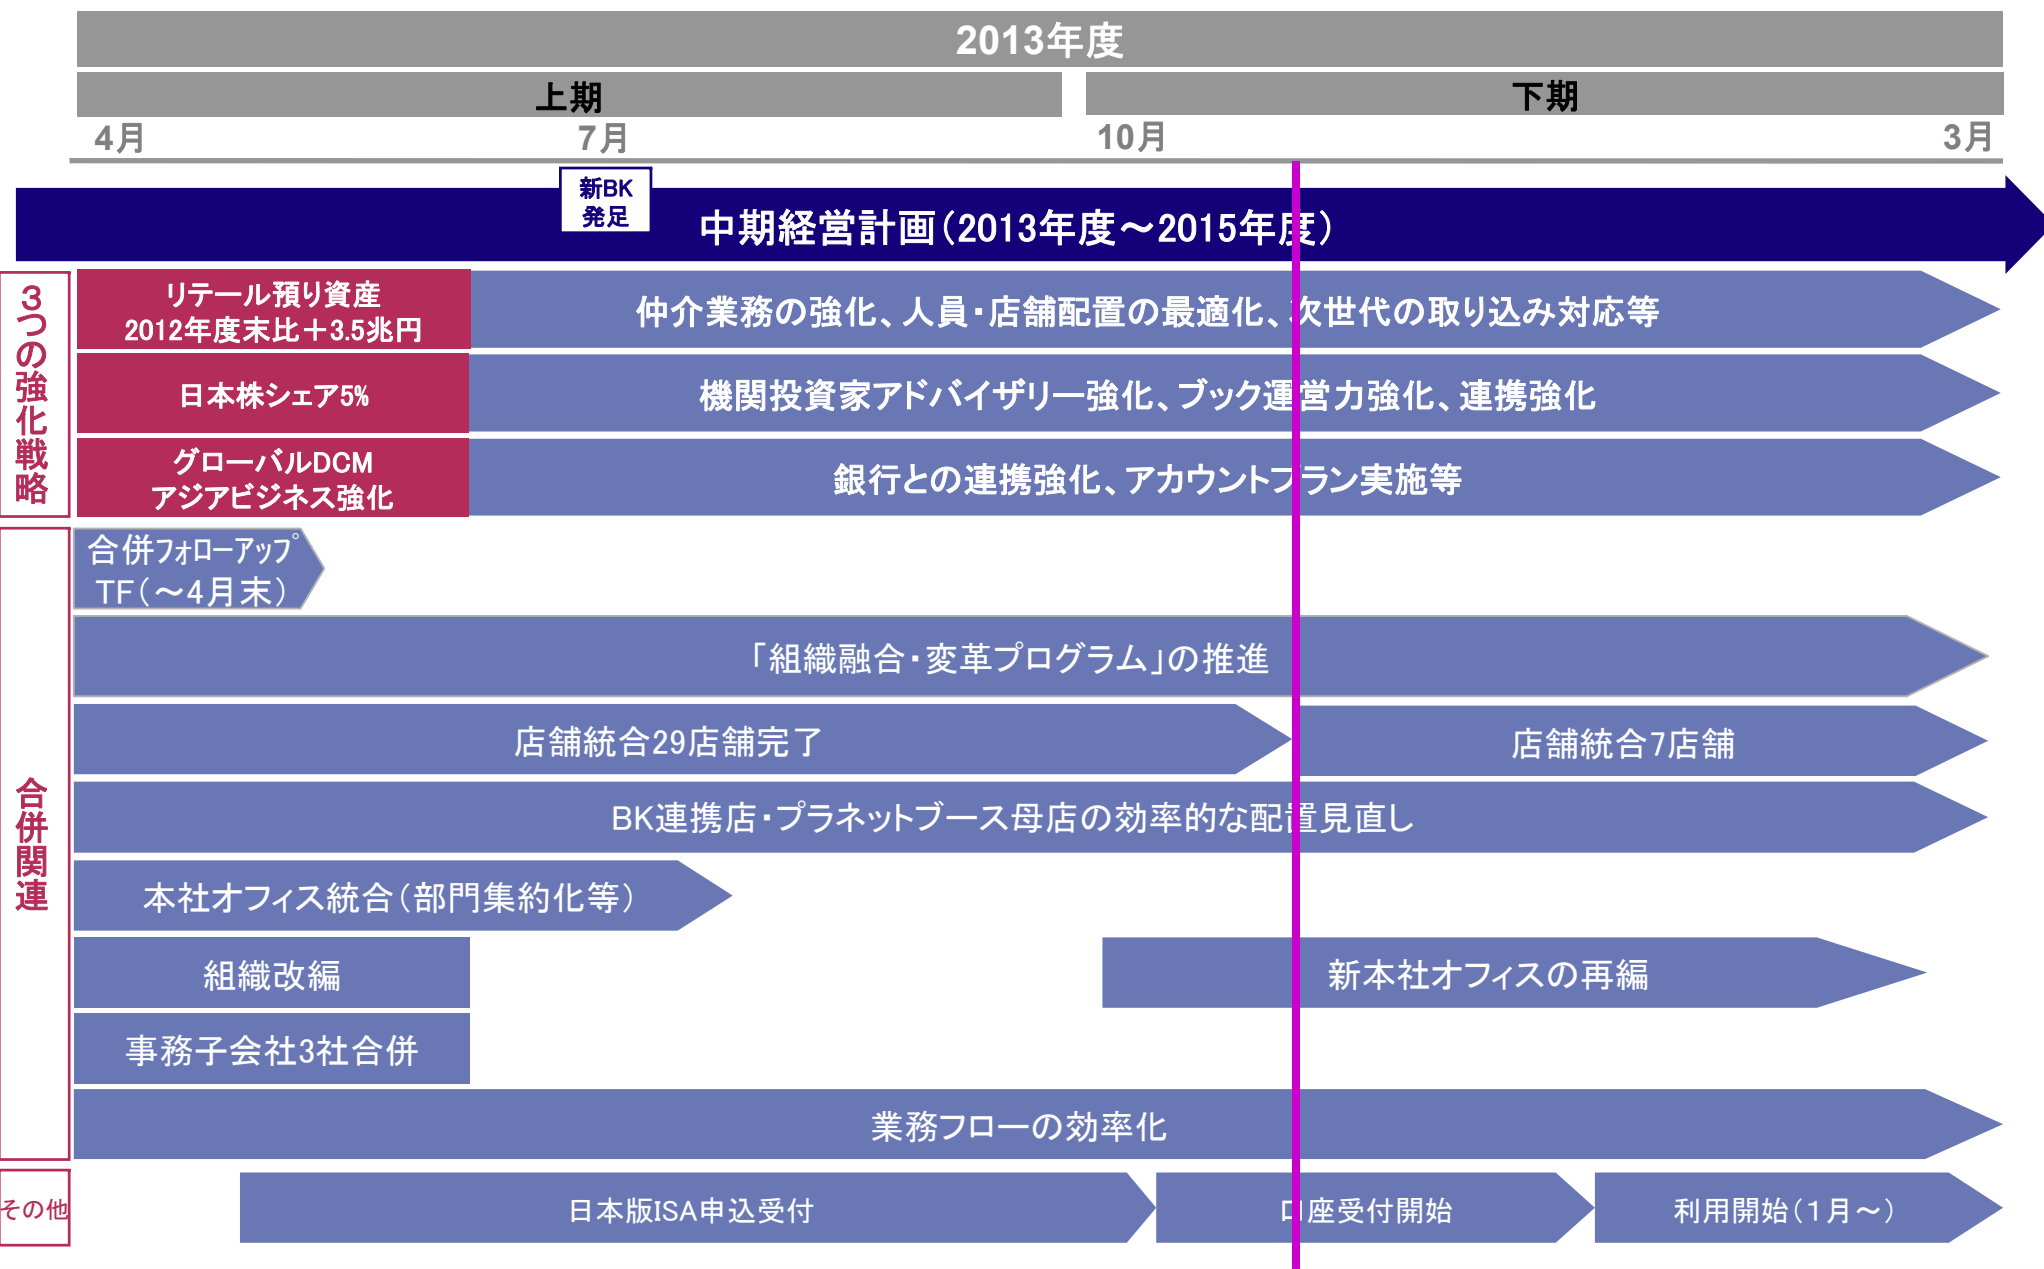 2013年度
上期
下期
4月
7月
10月
3月
新BK
発足
中期経営計画(2013年度～2015年度)
3つの強化戦略
リテール預り資産
2012年度末比＋3.5兆円
仲介業務の強化、人員・店舗配置の最適化、次世代の取り込み対応等
日本株シェア5%
機関投資家アドバイザリー強化、ブック運営力強化、連携強化
グローバルDCM
アジアビジネス強化
銀行との連携強化、アカウントプラン実施等
合併関連
合併フォローアップ
TF(～4月末)
「組織融合・変革プログラム」の推進
店舗統合29店舗完了
店舗統合7店舗
BK連携店・プラネットブース母店の効率的な配置見直し
本社オフィス統合(部門集約化等)
組織改編
新本社オフィスの再編
事務子会社3社合併
業務フローの効率化
その他
日本版ISA申込受付
口座受付開始
利用開始(1月～)